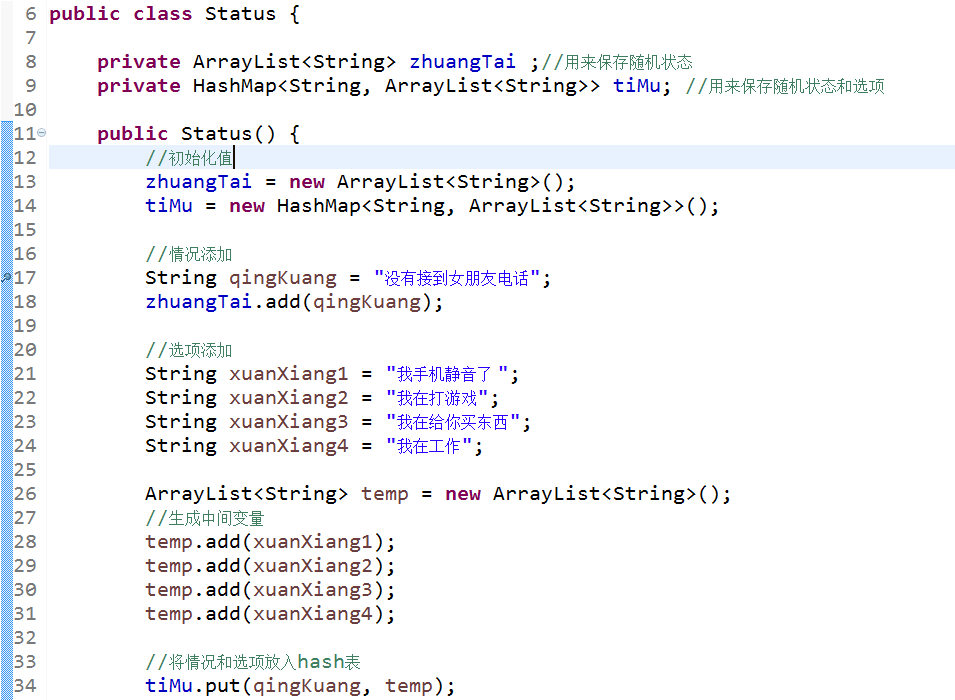 6 public class Status {
7
8     private ArrayList<String> zhuangTai ;//用来保存随机状态
9     private HashMap<String, ArrayList<String>> tiMu; //用来保存随机状态和选项
10
11     public Status() {
12         //初始化值
13         zhuangTai = new ArrayList<String>();
14         tiMu = new HashMap<String, ArrayList<String>>();
15
16         //情况添加
17         String qingKuang = "没有接到女朋友电话";
18         zhuangTai.add(qingKuang);
19
20         //选项添加
21         String xuanXiang1 = "我手机静音了 ";
22         String xuanXiang2 = "我在打游戏";
23         String xuanXiang3 = "我在给你买东西";
24         String xuanXiang4 = "我在工作";
25
26         ArrayList<String> temp = new ArrayList<String>();
27         //生成中间变量
28         temp.add(xuanXiang1);
29         temp.add(xuanXiang2);
30         temp.add(xuanXiang3);
31         temp.add(xuanXiang4);
32
33         //将情况和选项放入hash表
34         tiMu.put(qingKuang, temp);